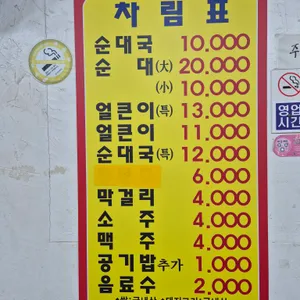 차림표
순대국 10.000
순대(大) 20.000
(小) 10.000
얼큰이(특) 13.000
얼큰이 11.000
순대국(특) 12.000
6.000
막걸리 4.000
소주 4.000
맥주 4.000
공기밥추가 1.000
음료수 2.000
영업
시간